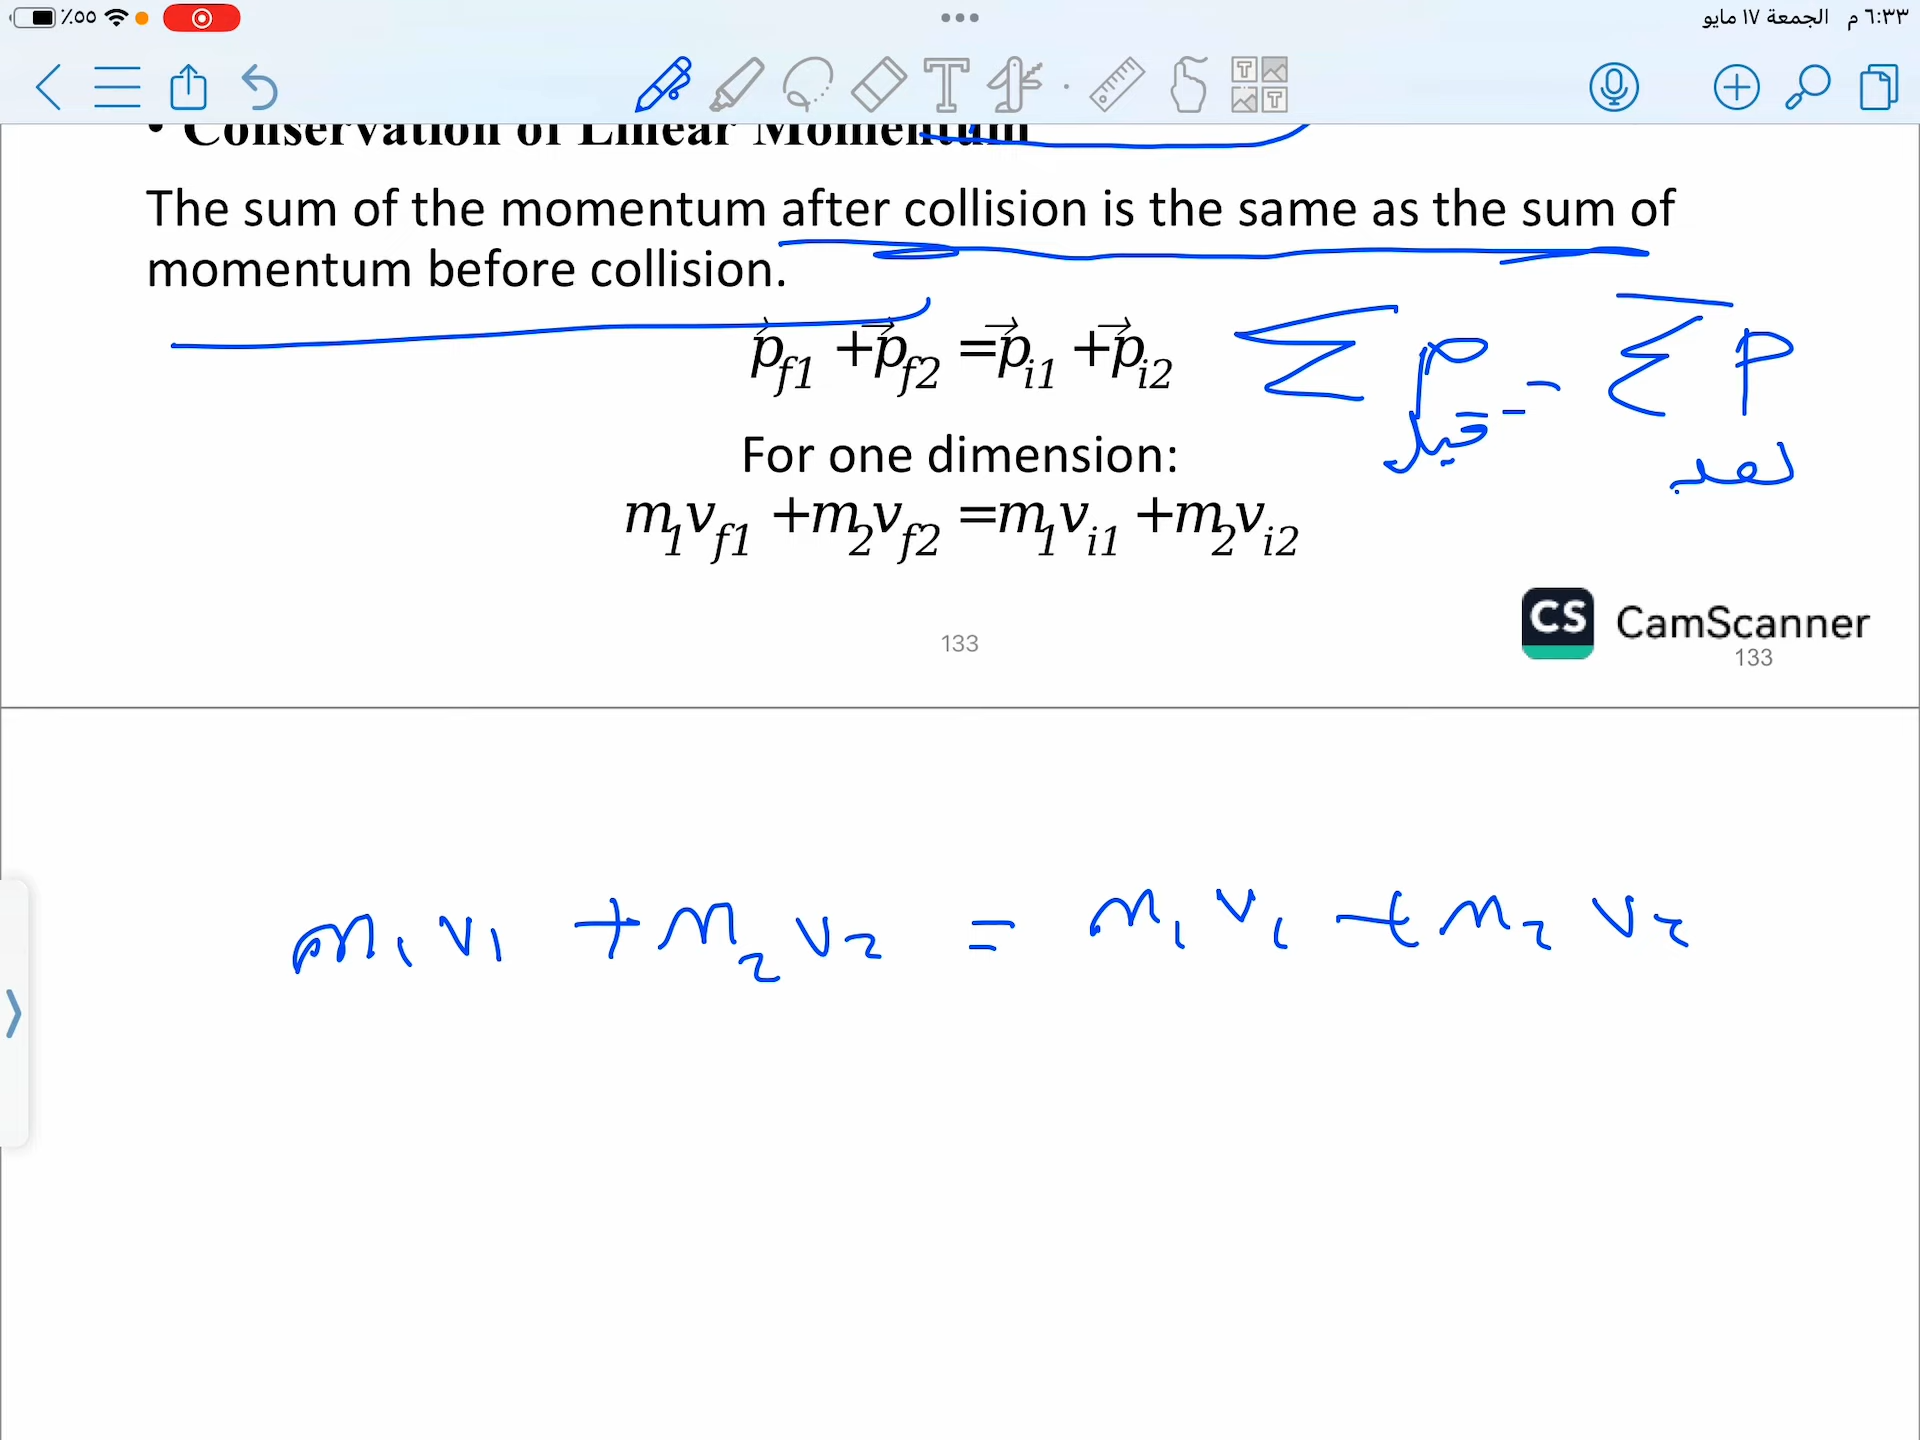 ٪٥٥
٦:٣٣ م الجمعة ١٧ مايو
• Conservation of Linear Momentum
The sum of the momentum after collision is the same as the sum of
momentum before collision.
p⃗f1 + p⃗f2 = p⃗i1 + p⃗i2
Σ P = Σ P
قبل بعد
For one dimension:
m1vf1 + m2vf2 = m1vi1 + m2vi2
CS CamScanner
133
133
m1 v1 + m2 v2 = m1 v1 + m2 v2